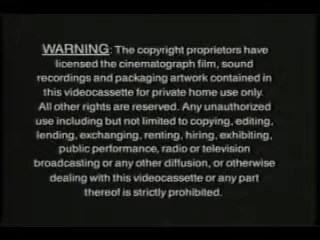 WARNING: The copyright proprietors have
licensed the cinematograph film, sound
recordings and packaging artwork contained in
this videocassette for private home use only.
All other rights are reserved. Any unauthorized
use including but not limited to copying, editing,
lending, exchanging, renting, hiring, exhibiting,
public performance, radio or television
broadcasting or any other diffusion, or otherwise
dealing with this videocassette or any part
thereof is strictly prohibited.